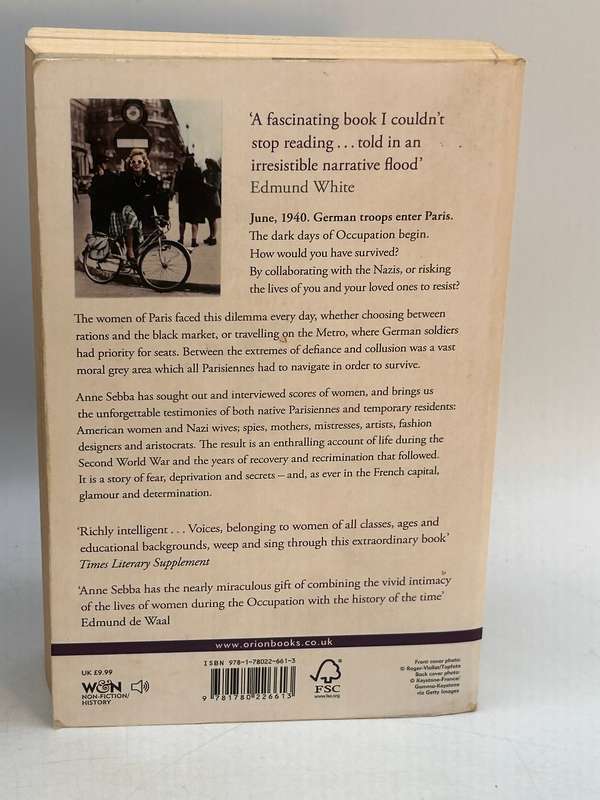 ‘A fascinating book I couldn’t
stop reading . . . told in an
irresistible narrative flood’
Edmund White
June, 1940. German troops enter Paris.
The dark days of Occupation begin.
How would you have survived?
By collaborating with the Nazis, or risking
the lives of you and your loved ones to resist?
The women of Paris faced this dilemma every day, whether choosing between
rations and the black market, or travelling on the Metro, where German soldiers
had priority for seats. Between the extremes of defiance and collusion was a vast
moral grey area which all Parisiennes had to navigate in order to survive.
Anne Sebba has sought out and interviewed scores of women, and brings us
the unforgettable testimonies of both native Parisiennes and temporary residents:
American women and Nazi wives; spies, mothers, mistresses, artists, fashion
designers and aristocrats. The result is an enthralling account of life during the
Second World War and the years of recovery and recrimination that followed.
It is a story of fear, deprivation and secrets – and, as ever in the French capital,
glamour and determination.
‘Richly intelligent . . . Voices, belonging to women of all classes, ages and
educational backgrounds, weep and sing through this extraordinary book’
Times Literary Supplement
‘Anne Sebba has the nearly miraculous gift of combining the vivid intimacy
of the lives of women during the Occupation with the history of the time’
Edmund de Waal
www.orionbooks.co.uk
UK £9.99
W&N
NON-FICTION/
HISTORY
ISBN 978-1-78022-661-3
9 781780 226613
FSC
www.fsc.org
Front cover photo:
© Roger-Viollet/Topfoto
Back cover photo:
© Keystone-France/
Gamma-Keystone
via Getty Images